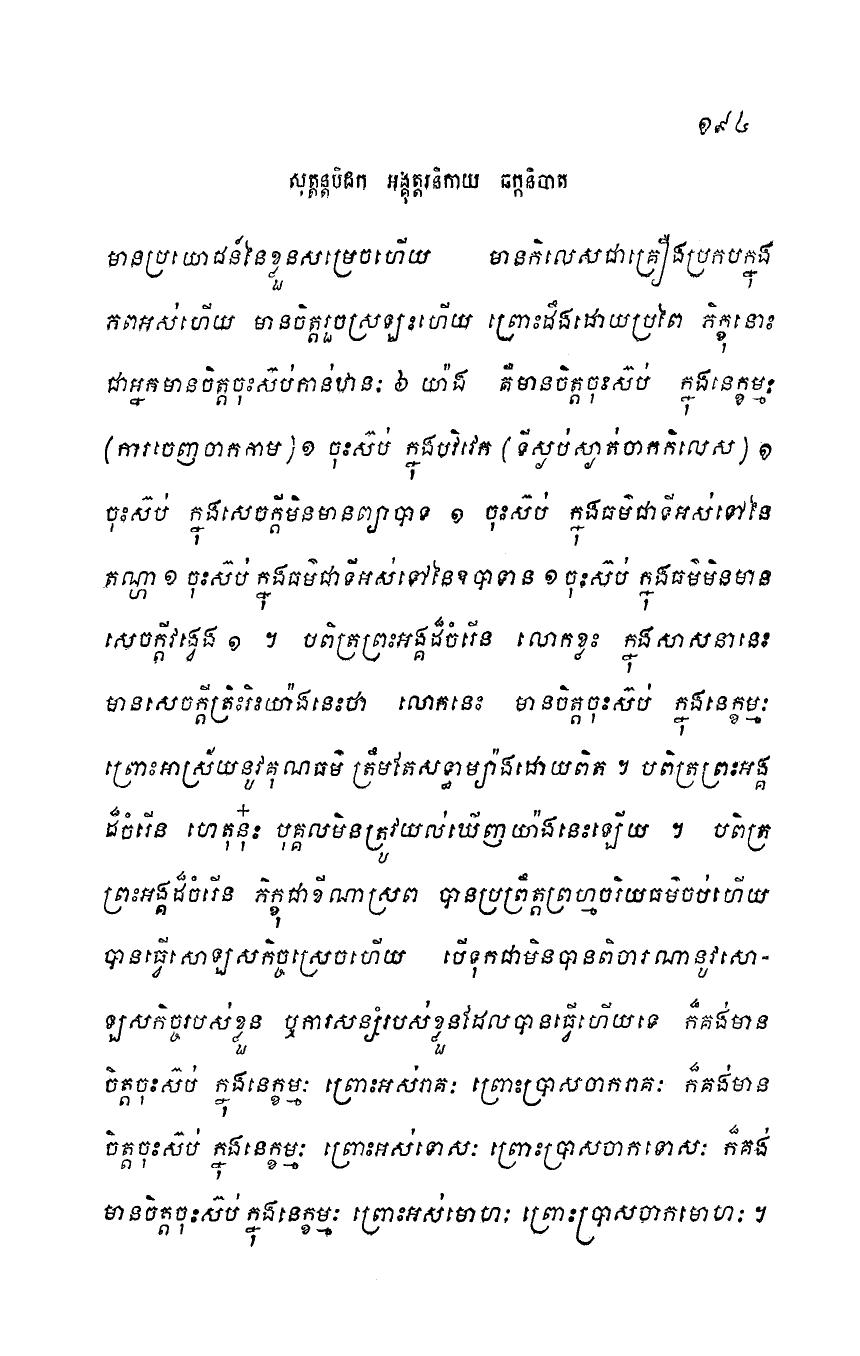 ១៩៤
សុត្តន្តបិដក អង្គុត្តរនិកាយ ឆក្កនិបាត
មានប្រយោជន៍នៃខ្លួនសម្រេចហើយ មានកិលេសជាគ្រឿងប្រកបក្នុង
ភពអស់ហើយ មានចិត្តរួចស្រឡះហើយ ព្រោះដឹងដោយប្រពៃ ភិក្ខុនោះ
ជាអ្នកមានចិត្តចុះស៊ប់កាន់ឋានៈ ៦ យ៉ាង គឺមានចិត្តចុះស៊ប់ ក្នុងនេក្ខម្មៈ
(ការចេញចាកកាម) ១ ចុះស៊ប់ ក្នុងបវិវេក (ទីស្ងប់ស្ងាត់ចាកកិលេស) ១
ចុះស៊ប់ ក្នុងសេចក្តីមិនមានព្យាបាទ ១ ចុះស៊ប់ ក្នុងធម៌ជាទីអស់ទៅនៃ
តណ្ហា ១ ចុះស៊ប់ ក្នុងធម៌ជាទីអស់ទៅនៃឧបាទាន ១ ចុះស៊ប់ ក្នុងធម៌មិនមាន
សេចក្តីវង្វេង ១ ។ បពិត្រព្រះអង្គដ៏ចំរើន លោកខ្លះ ក្នុងសាសនានេះ
មានសេចក្តីត្រិះរិះយ៉ាងនេះថា លោកនេះ មានចិត្តចុះស៊ប់ ក្នុងនេក្ខម្មៈ
ព្រោះអាស្រ័យនូវគុណធម៌ ត្រឹមតែសទ្ធាម្យ៉ាងដោយពិត ។ បពិត្រព្រះអង្គ
ដ៏ចំរើន ហេតុនុ៎ះ បុគ្គលមិនត្រូវយល់ឃើញយ៉ាងនេះឡើយ ។ បពិត្រ
ព្រះអង្គដ៏ចំរើន ភិក្ខុជាខីណាស្រព បានប្រព្រឹត្តព្រហ្មចរិយធម៌ចប់ហើយ
បានធ្វើសោឡសកិច្ចស្រេចហើយ បើទុកជាមិនបានពិចារណានូវសោ-
ឡសកិច្ចរបស់ខ្លួន ឬការសន្សំរបស់ខ្លួនដែលបានធ្វើហើយទេ ក៏គង់មាន
ចិត្តចុះស៊ប់ ក្នុងនេក្ខម្មៈ ព្រោះអស់រាគៈ ព្រោះប្រាសចាករាគៈ ក៏គង់មាន
ចិត្តចុះស៊ប់ ក្នុងនេក្ខម្មៈ ព្រោះអស់ទោសៈ ព្រោះប្រាសចាកទោសៈ ក៏គង់
មានចិត្តចុះស៊ប់ ក្នុងនេក្ខម្មៈ ព្រោះអស់មោហៈ ព្រោះប្រាសចាកមោហៈ ។